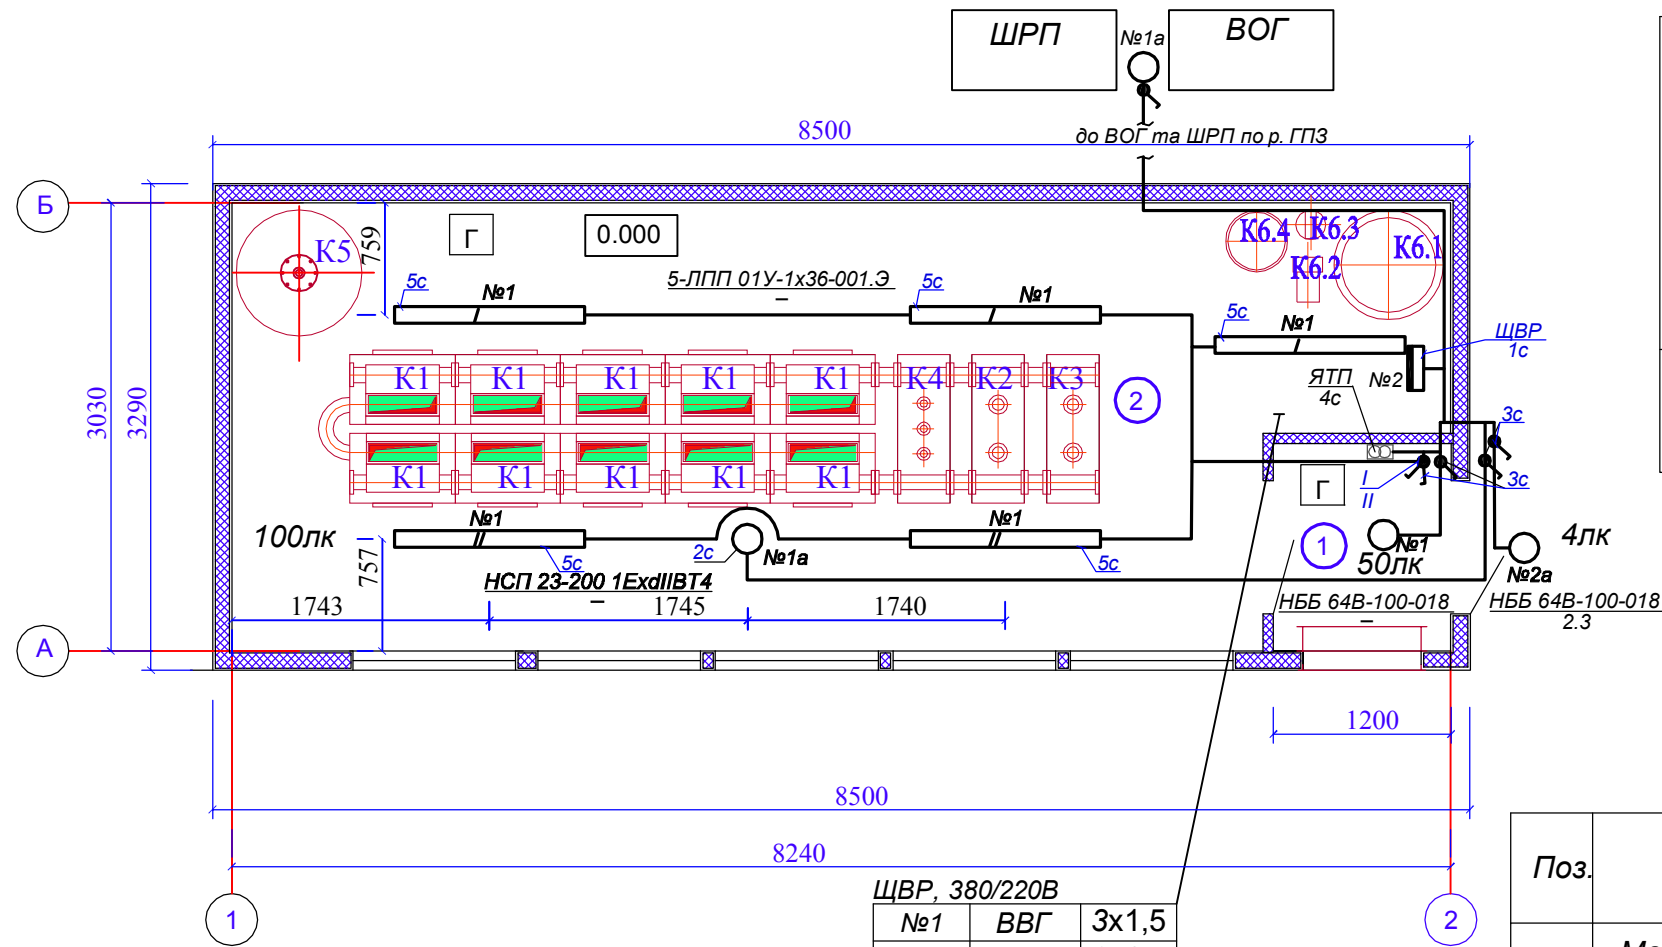 ШРП
№1а
ВОГ
8500
до ВОГ та ШРП по р. ГПЗ
Б
К5
759
Г
0.000
К6.4
К6.3
К6.1
К6.2
5с
№1
5-ЛПП 01У-1х36-001.Э
–
5с
№1
5с
№1
ЩВР
1с
ЯТП
4с
№2
3030
3290
К1
К1
К1
К1
К1
К4
К2
К3
2
3с
К1
К1
К1
К1
К1
Г
I
II
3с
100лк
№1
№1
757
5с
2с
№1а
5с
1
№1
50лк
4лк
№2а
НСП 23-200 1ExdIIBT4
–
НББ 64В-100-018
–
НББ 64В-100-018
2.3
1743
1745
1740
А
1200
8500
8240
ЩВР, 380/220В
№1 ВВГ 3х1,5
1
2
Поз.